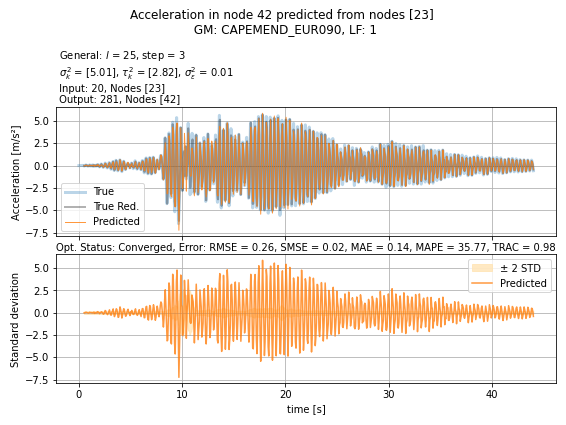 Acceleration in node 42 predicted from nodes [23]
GM: CAPEMEND_EUR090, LF: 1
General: l = 25, step = 3
σ²ₖ = [5.01], τ²ₖ = [2.82], σ²ₑ = 0.01
Input: 20, Nodes [23]
Output: 281, Nodes [42]
Acceleration [m/s²]
5.0
2.5
0.0
−2.5
−5.0
−7.5
True
True Red.
Predicted
Opt. Status: Converged, Error: RMSE = 0.26, SMSE = 0.02, MAE = 0.14, MAPE = 35.77, TRAC = 0.98
Standard deviation
5.0
2.5
0.0
−2.5
−5.0
−7.5
± 2 STD
Predicted
0 10 20 30 40
time [s]